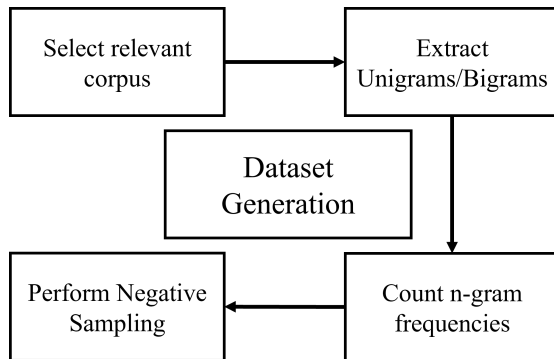 Select relevant
corpus
Extract
Unigrams/Bigrams
Dataset
Generation
Perform Negative
Sampling
Count n-gram
frequencies